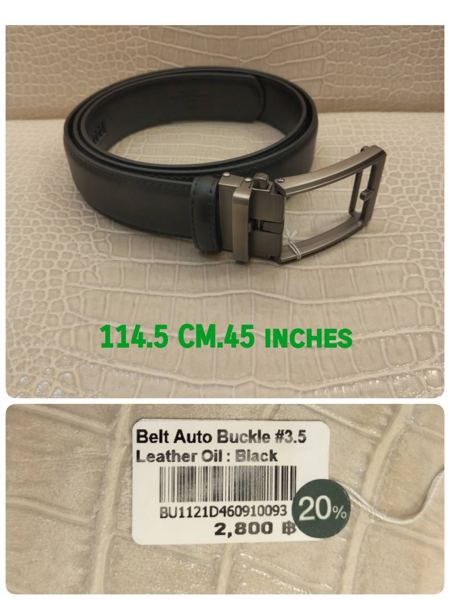 114.5 CM.45 INCHES
Belt Auto Buckle #3.5
Leather Oil : Black
BU1121D460910093
20%
2,800 ฿